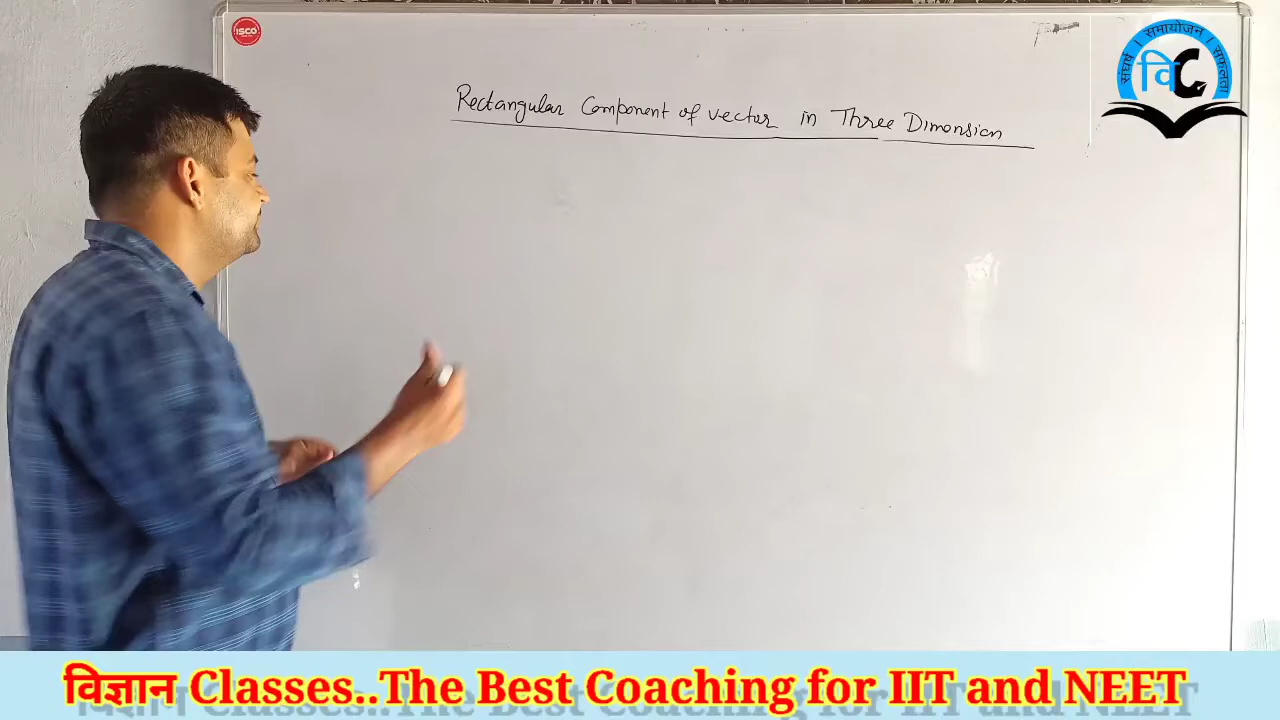 ISCO
संघर्ष । समायोजन । सफलता
वि C
Rectangular Component of vector in Three Dimension
विज्ञान Classes..The Best Coaching for IIT and NEET